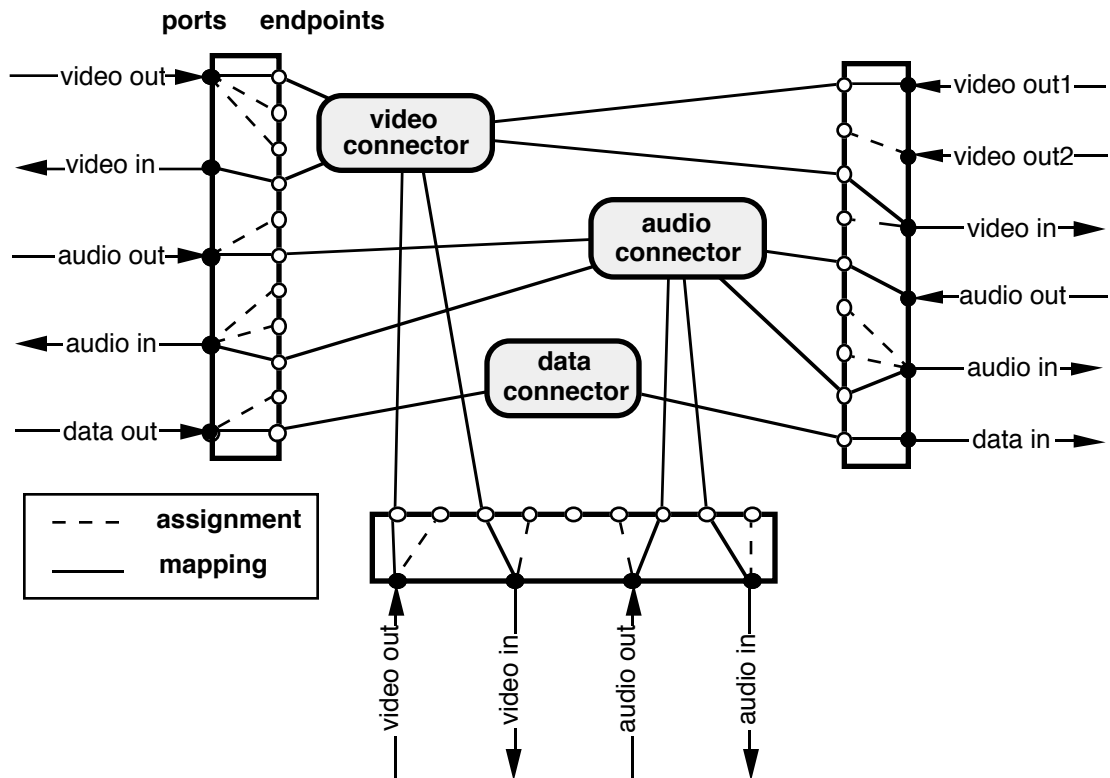 ports endpoints
video out
video in
audio out
audio in
data out
video
connector
audio
connector
data
connector
video out1
video out2
video in
audio out
audio in
data in
assignment
mapping
video out
video in
audio out
audio in